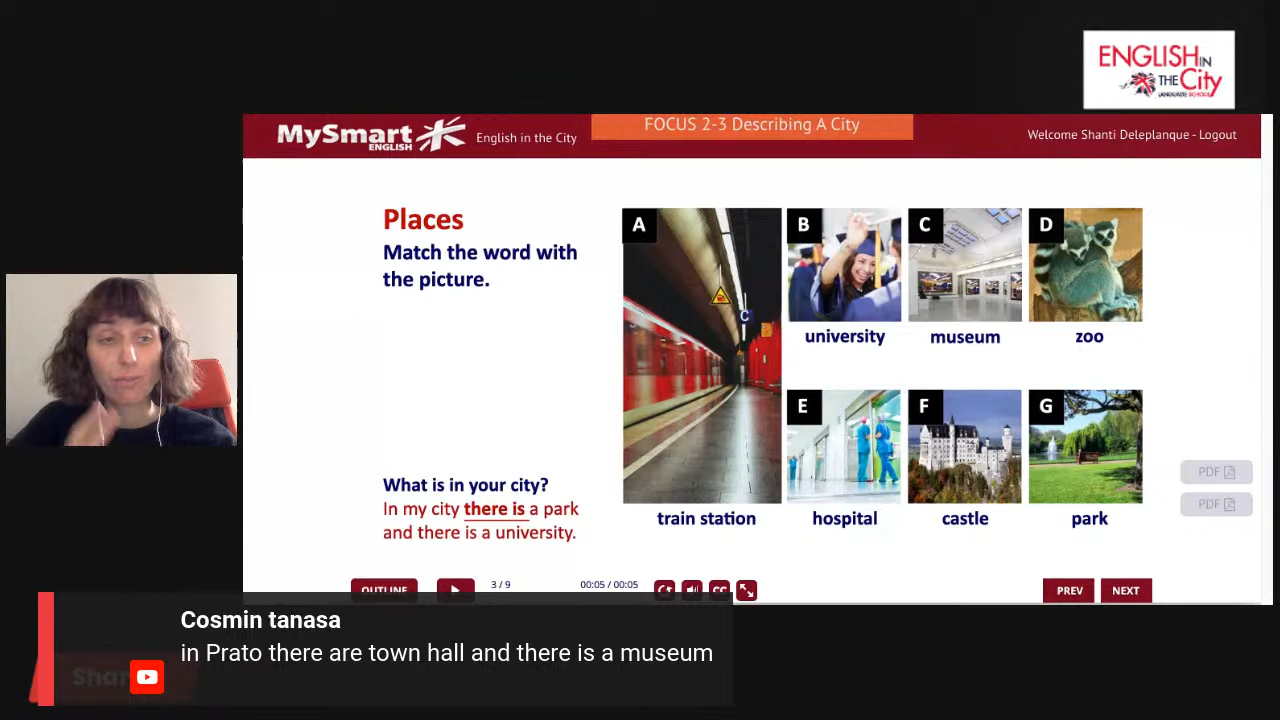 ENGLISH IN
THE City
LANGUAGE SCHOOL
MySmart
ENGLISH
English in the City
FOCUS 2-3 Describing A City
Welcome Shanti Deleplanque - Logout
Places
Match the word with
the picture.
A
B
C
D
C
university
museum
zoo
E
F
G
train station
hospital
castle
park
What is in your city?
In my city there is a park
and there is a university.
PDF
PDF
OUTLINE
3 / 9
00:05 / 00:05
CC
PREV
NEXT
Cosmin tanasa
in Prato there are town hall and there is a museum